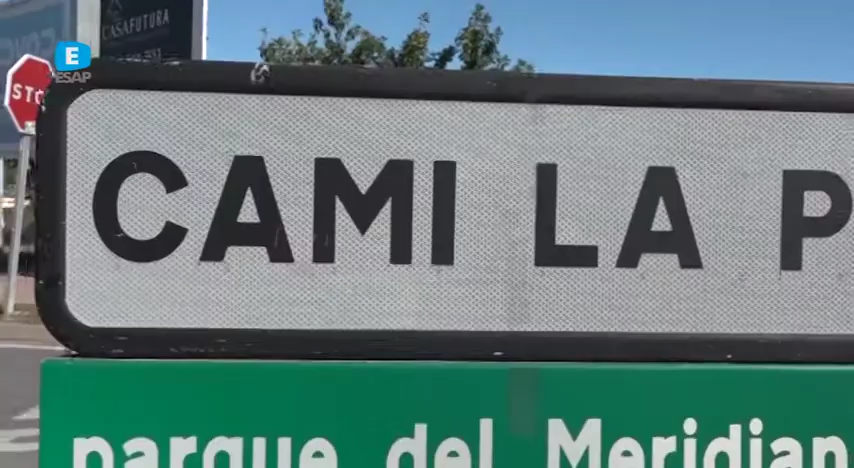 CASAFUTURA
E
ESAP
STO
CAMI LA P
parque del Meridian